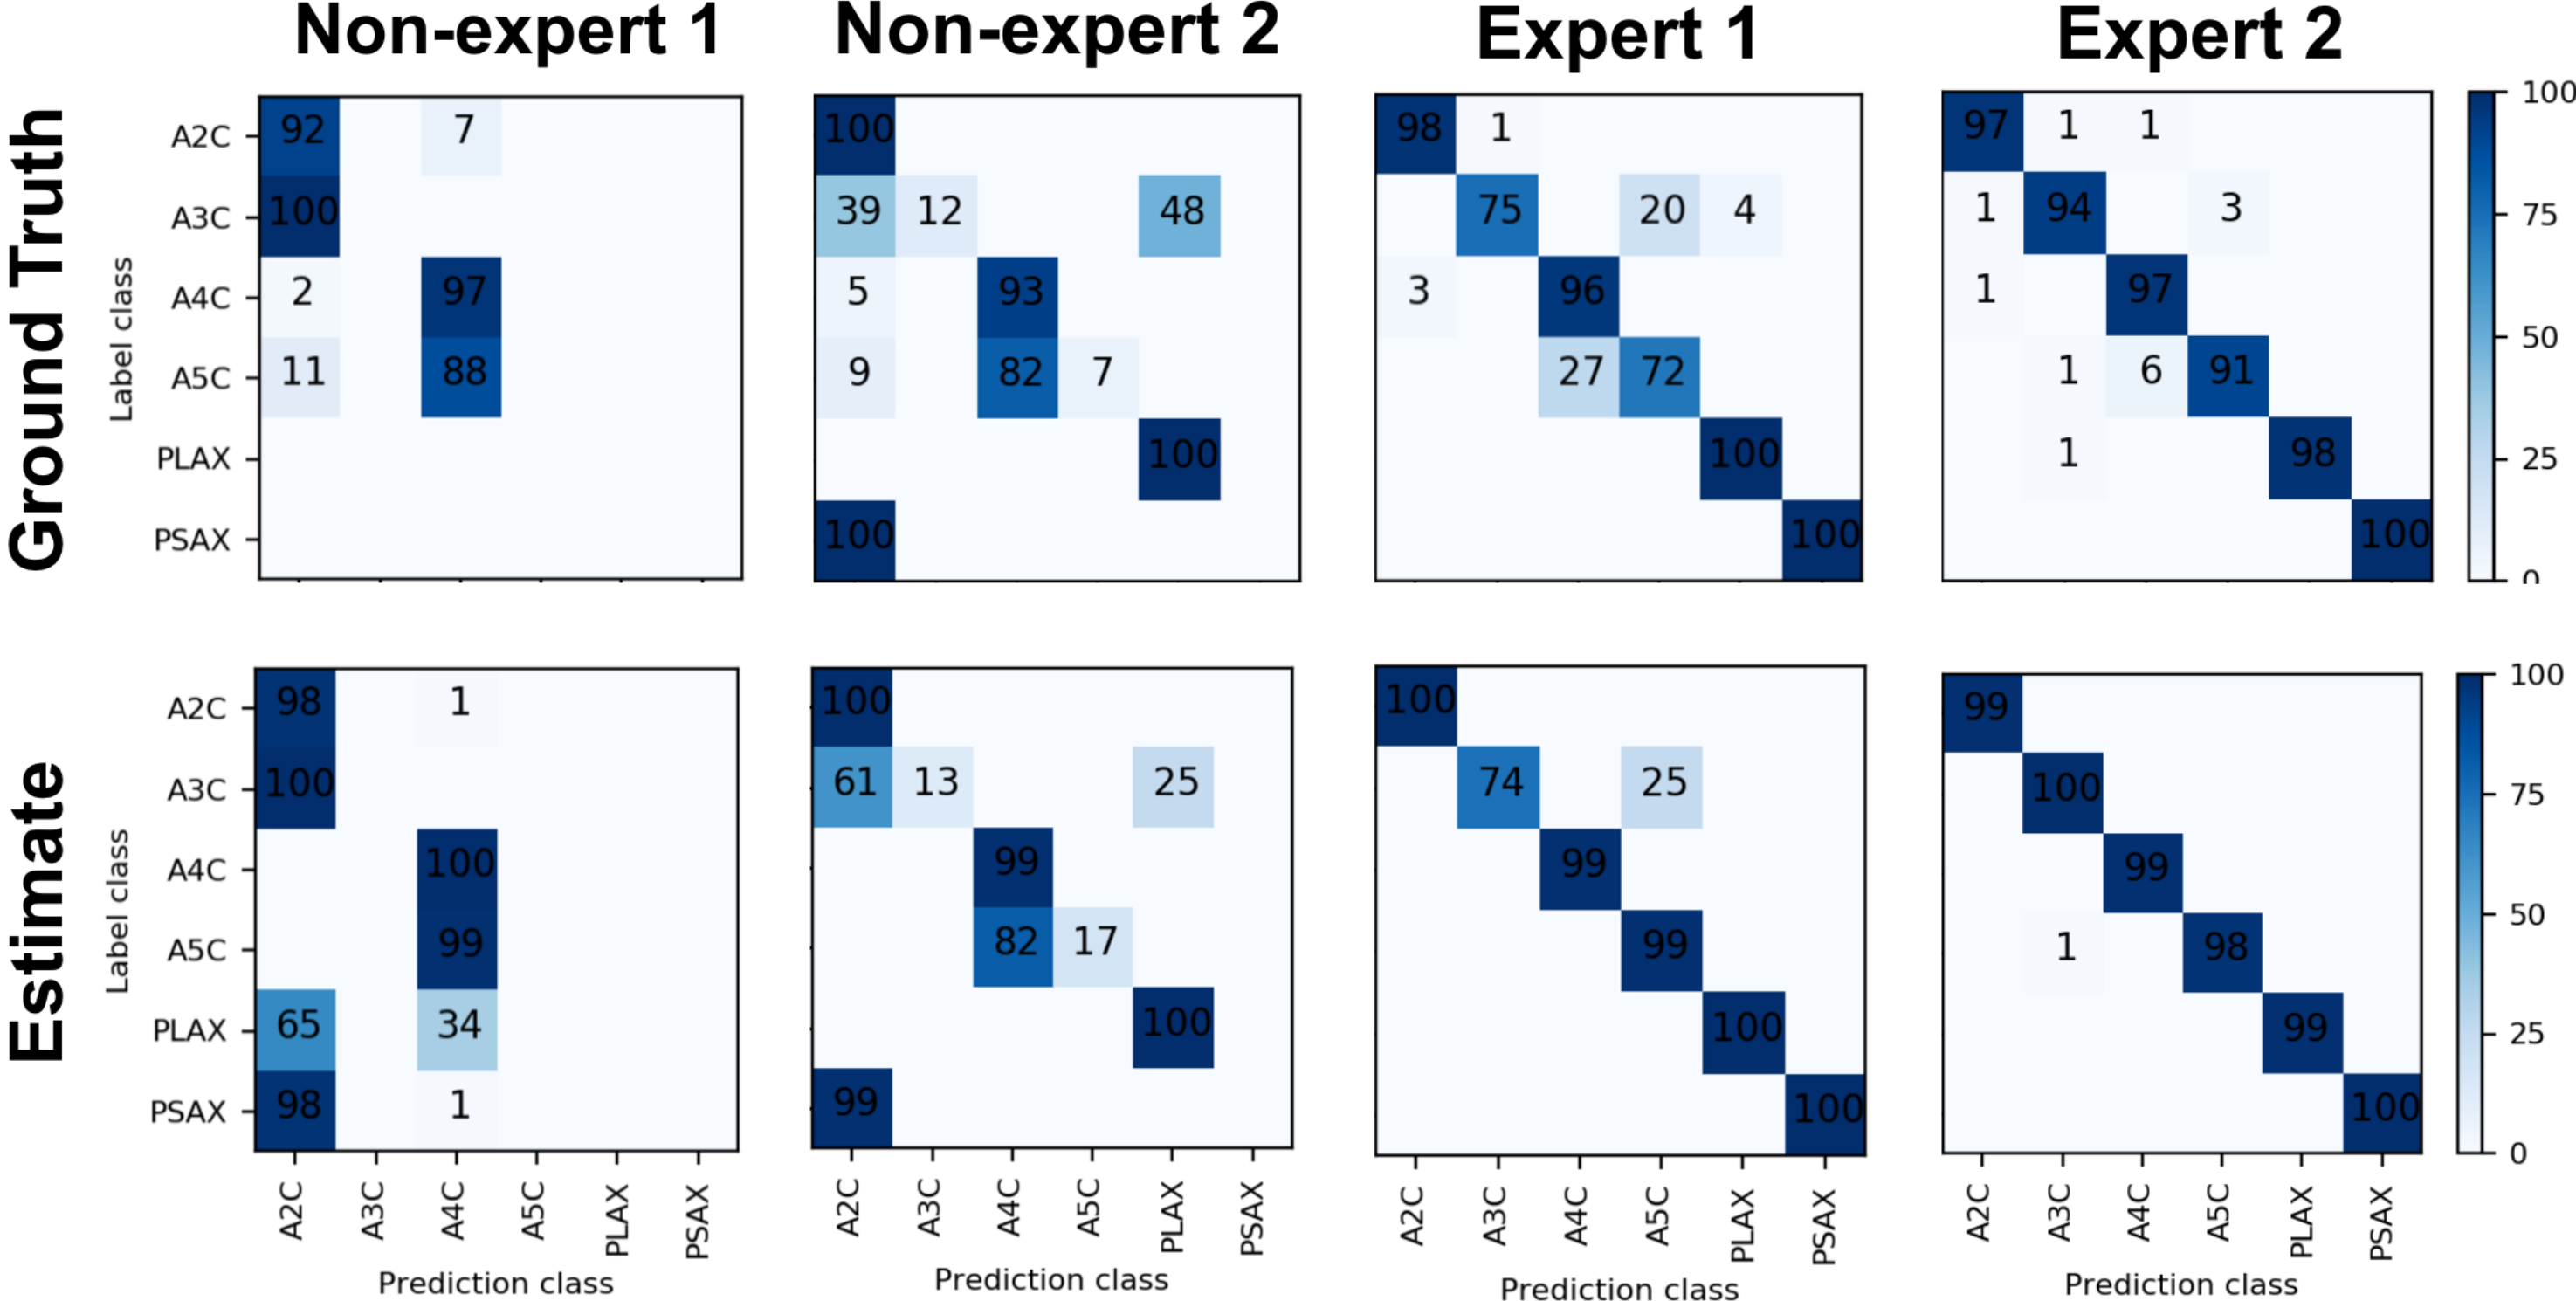 Non-expert 1 Non-expert 2 Expert 1 Expert 2
Ground Truth
Label class
A2C 92 7
A3C 100
A4C 2 97
A5C 11 88
PLAX
PSAX
100
39 12 48
5 93
9 82 7
100
100
98 1
75 20 4
3 96
27 72
100
100
97 1 1
1 94 3
1 97
1 6 91
1 98
100
100
75
50
25
0
Estimate
Label class
A2C 98 1
A3C 100
A4C 100
A5C 99
PLAX 65 34
PSAX 98 1
A2C A3C A4C A5C PLAX PSAX
Prediction class
100
61 13 25
99
82 17
100
99
A2C A3C A4C A5C PLAX PSAX
Prediction class
100
74 25
99
99
100
100
A2C A3C A4C A5C PLAX PSAX
Prediction class
99
100
99
1 98
99
100
A2C A3C A4C A5C PLAX PSAX
Prediction class
100
75
50
25
0